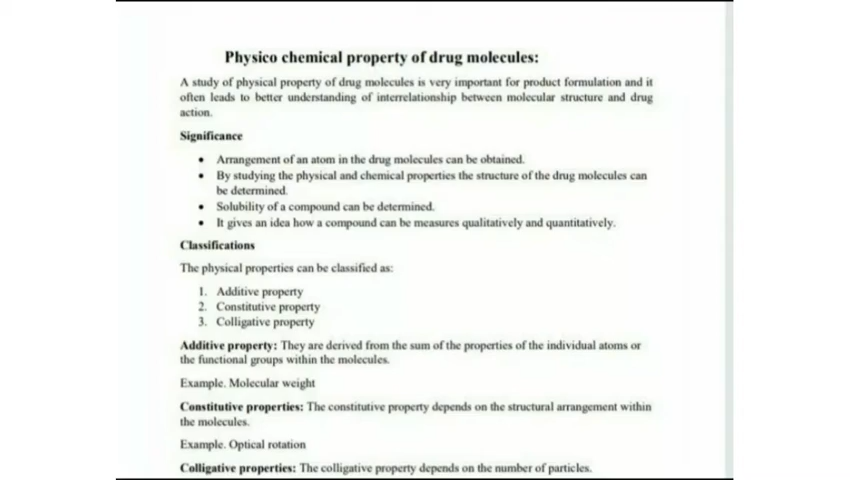 Physico chemical property of drug molecules:
A study of physical property of drug molecules is very important for product formulation and it
often leads to better understanding of interrelationship between molecular structure and drug
action.
Significance
• Arrangement of an atom in the drug molecules can be obtained.
• By studying the physical and chemical properties the structure of the drug molecules can
be determined.
• Solubility of a compound can be determined.
• It gives an idea how a compound can be measures qualitatively and quantitatively.
Classifications
The physical properties can be classified as:
1. Additive property
2. Constitutive property
3. Colligative property
Additive property: They are derived from the sum of the properties of the individual atoms or
the functional groups within the molecules.
Example. Molecular weight
Constitutive properties: The constitutive property depends on the structural arrangement within
the molecules.
Example. Optical rotation
Colligative properties: The colligative property depends on the number of particles.